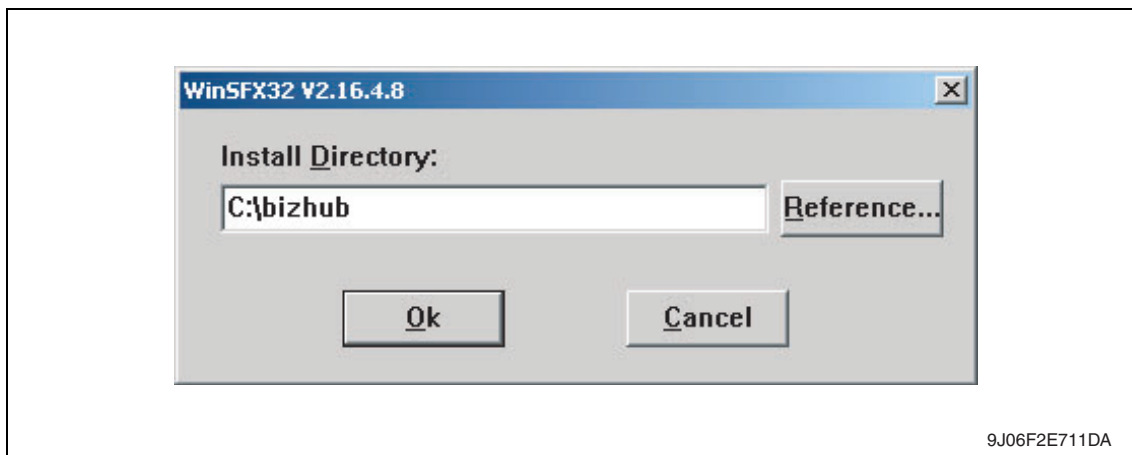 WinSFX32 V2.16.4.8
Install Directory:
C:\bizhub
Reference...
Ok
Cancel
9J06F2E711DA